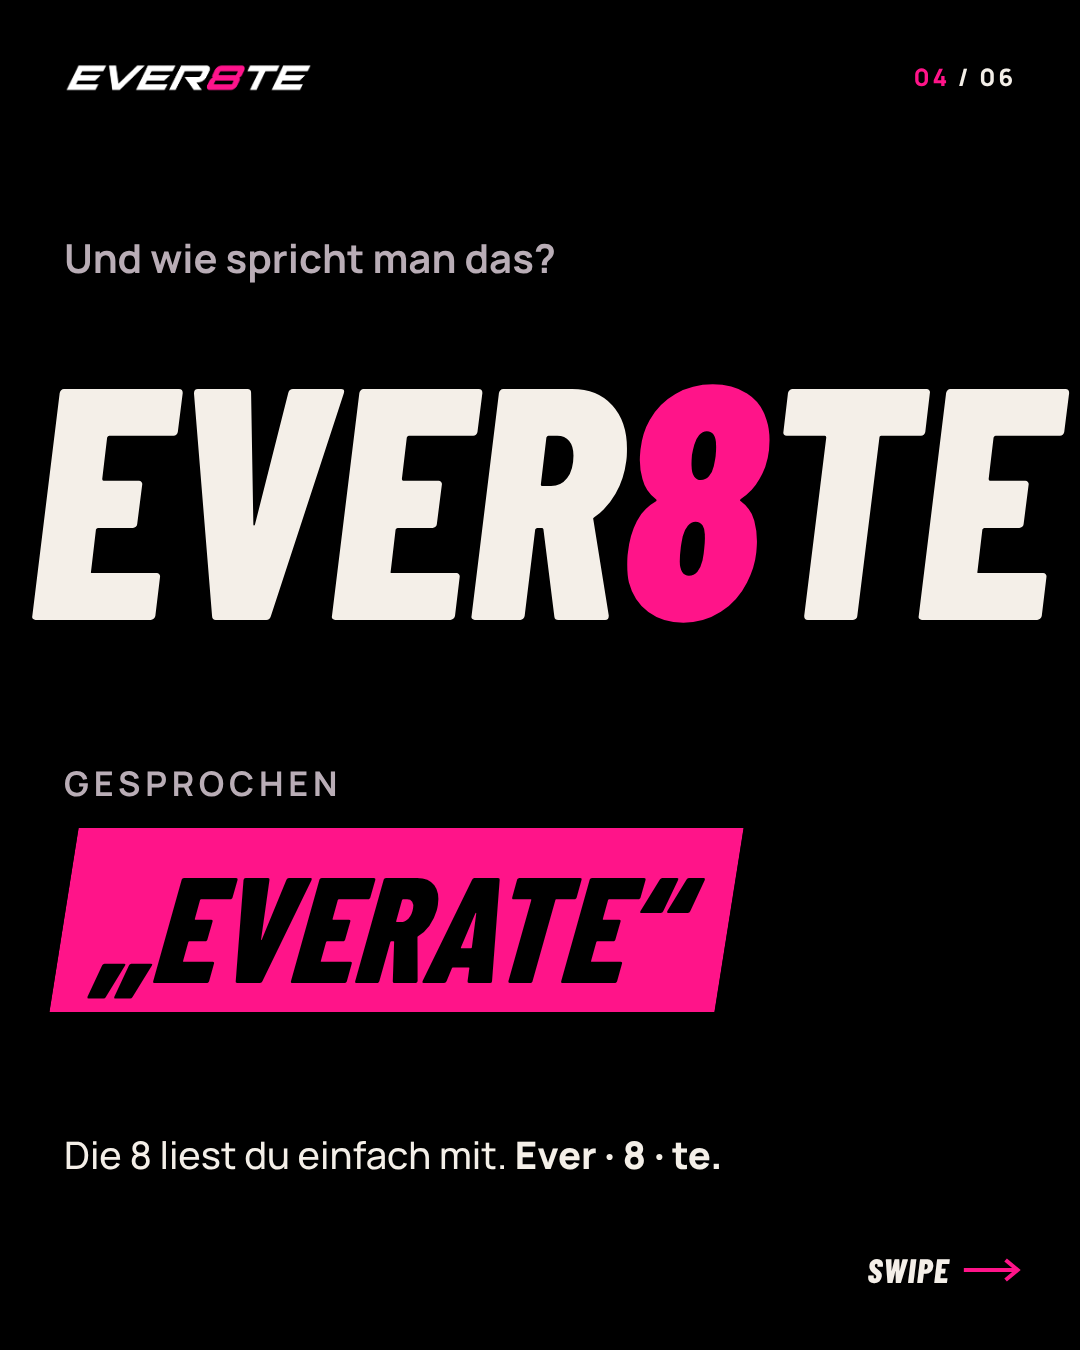 EVER8TE
04 / 06
Und wie spricht man das?
EVER8TE
GESPROCHEN
„EVERATE“
Die 8 liest du einfach mit. Ever · 8 · te.
SWIPE →